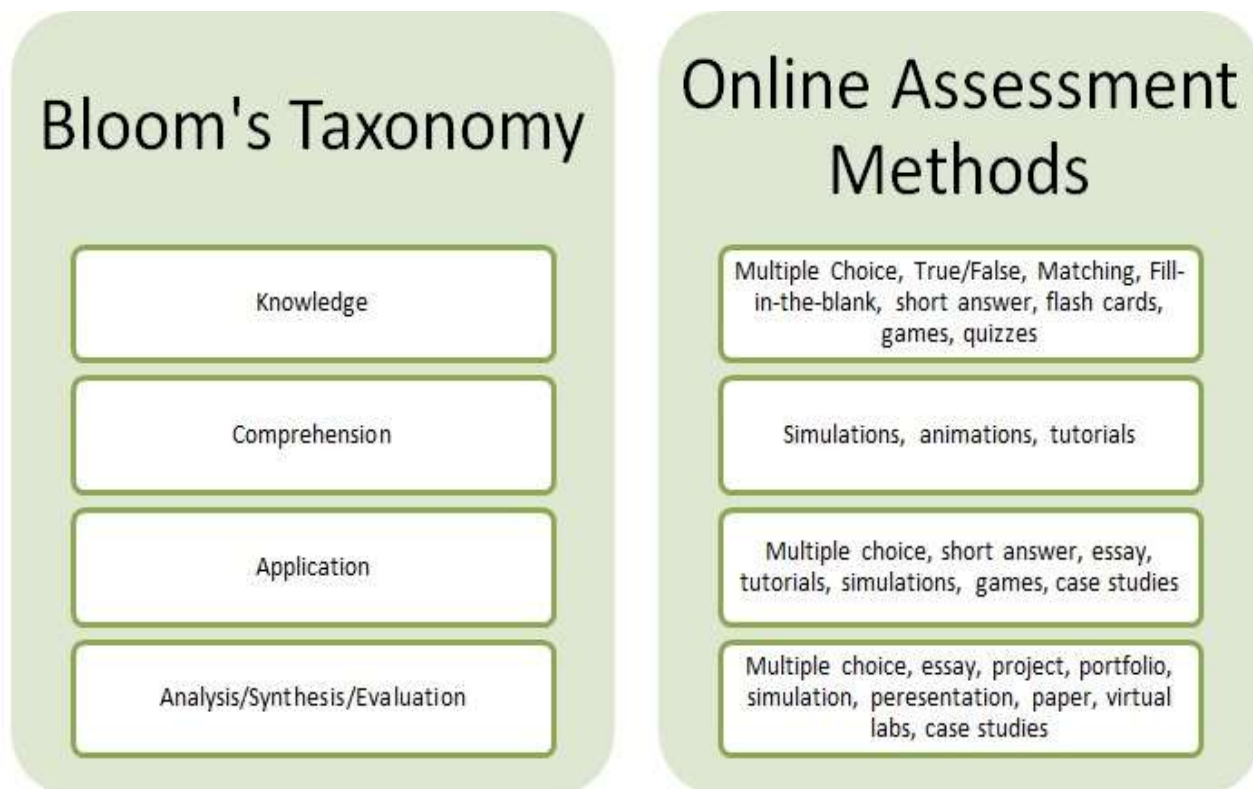 Bloom's Taxonomy
Knowledge
Comprehension
Application
Analysis/Synthesis/Evaluation
Online Assessment
Methods
Multiple Choice, True/False, Matching, Fill-
in-the-blank, short answer, flash cards,
games, quizzes
Simulations, animations, tutorials
Multiple choice, short answer, essay,
tutorials, simulations, games, case studies
Multiple choice, essay, project, portfolio,
simulation, peresentation, paper, virtual
labs, case studies